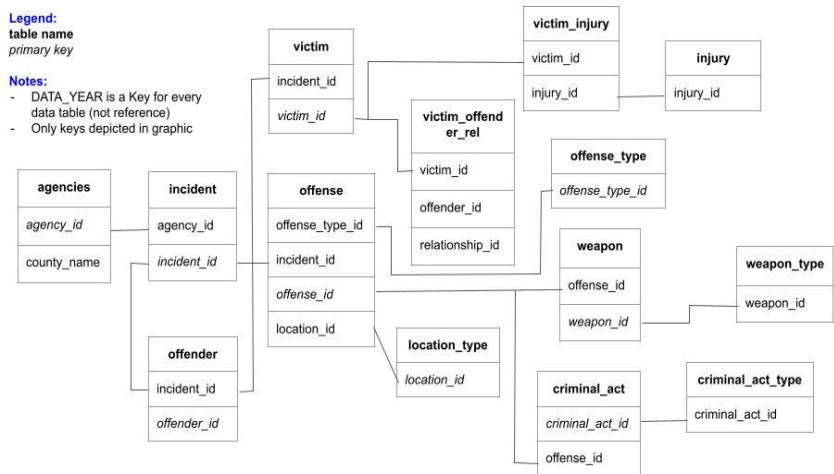 Legend:
table name
primary key
Notes:
- DATA_YEAR is a Key for every
data table (not reference)
- Only keys depicted in graphic
agencies
agency_id
county_name
incident
agency_id
incident_id
offender
incident_id
offender_id
victim
incident_id
victim_id
offense
offense_type_id
incident_id
offense_id
location_id
victim_offend
er_rel
victim_id
offender_id
relationship_id
location_type
location_id
victim_injury
victim_id
injury_id
injury
injury_id
offense_type
offense_type_id
weapon
offense_id
weapon_id
weapon_type
weapon_id
criminal_act
criminal_act_id
offense_id
criminal_act_type
criminal_act_id